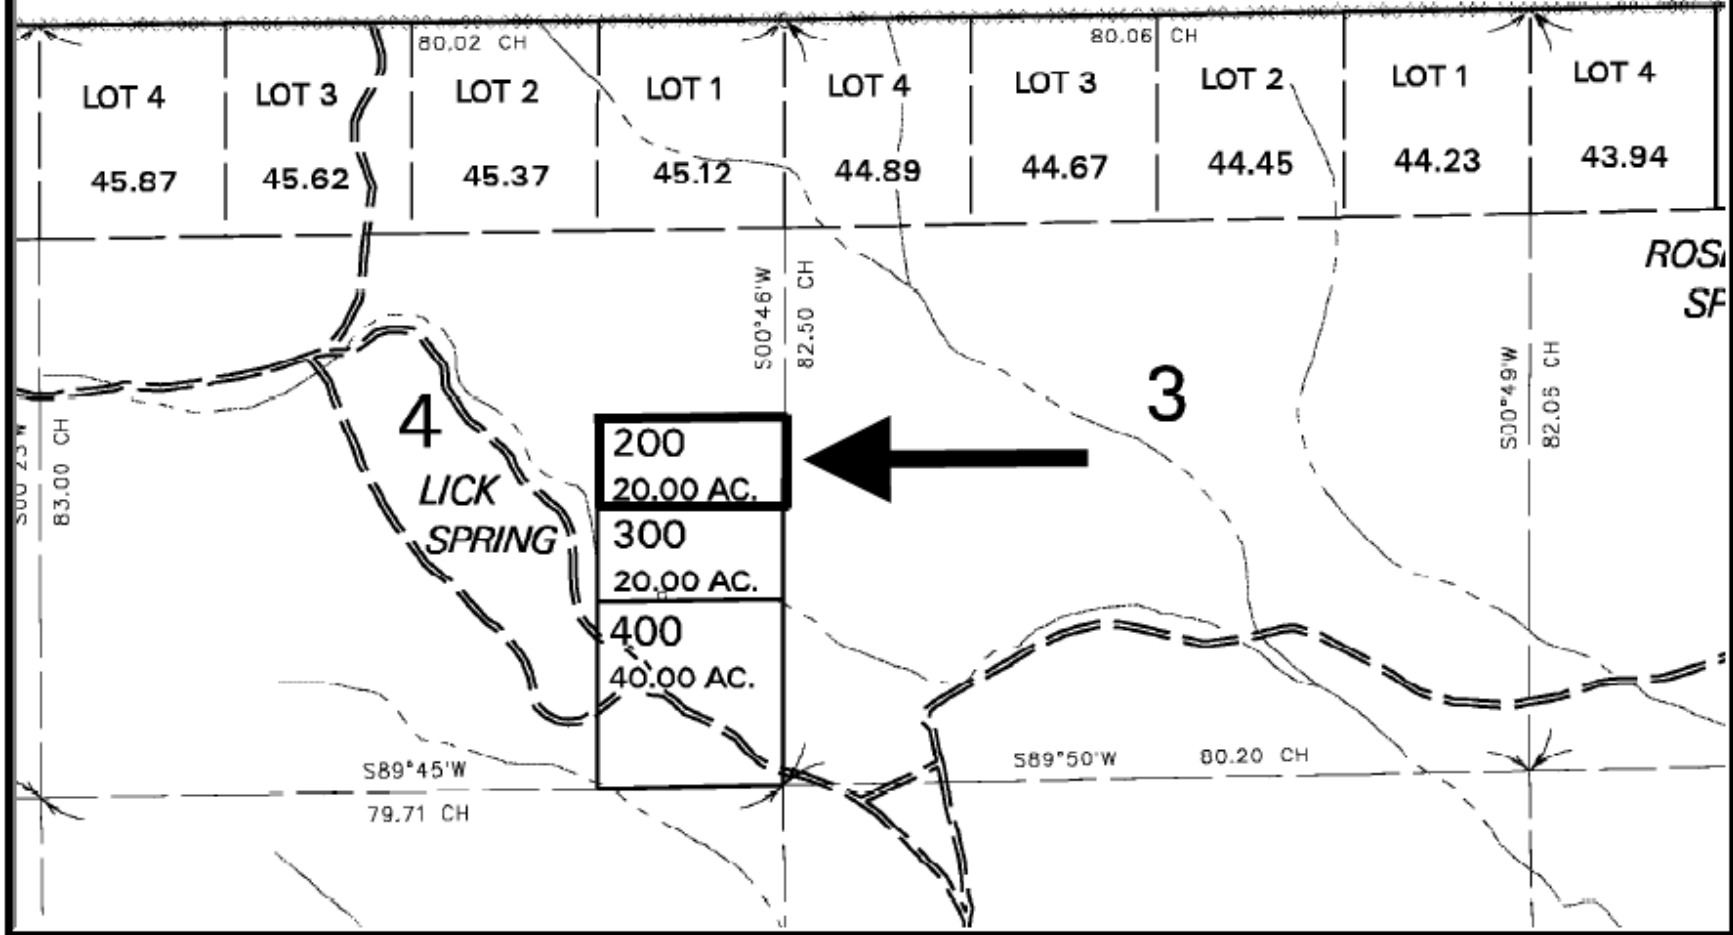 80.02 CH
80.06 CH
LOT 4
LOT 3
LOT 2
LOT 1
LOT 4
LOT 3
LOT 2
LOT 1
LOT 4
45.87
45.62
45.37
45.12
44.89
44.67
44.45
44.23
43.94
ROS
SP
S00°46'W
82.50 CH
3
S00°49'W
82.05 CH
4
83.00 CH
LICK
SPRING
200
20.00 AC.
300
20.00 AC.
400
40.00 AC.
S89°45'W
79.71 CH
S89°50'W
80.20 CH